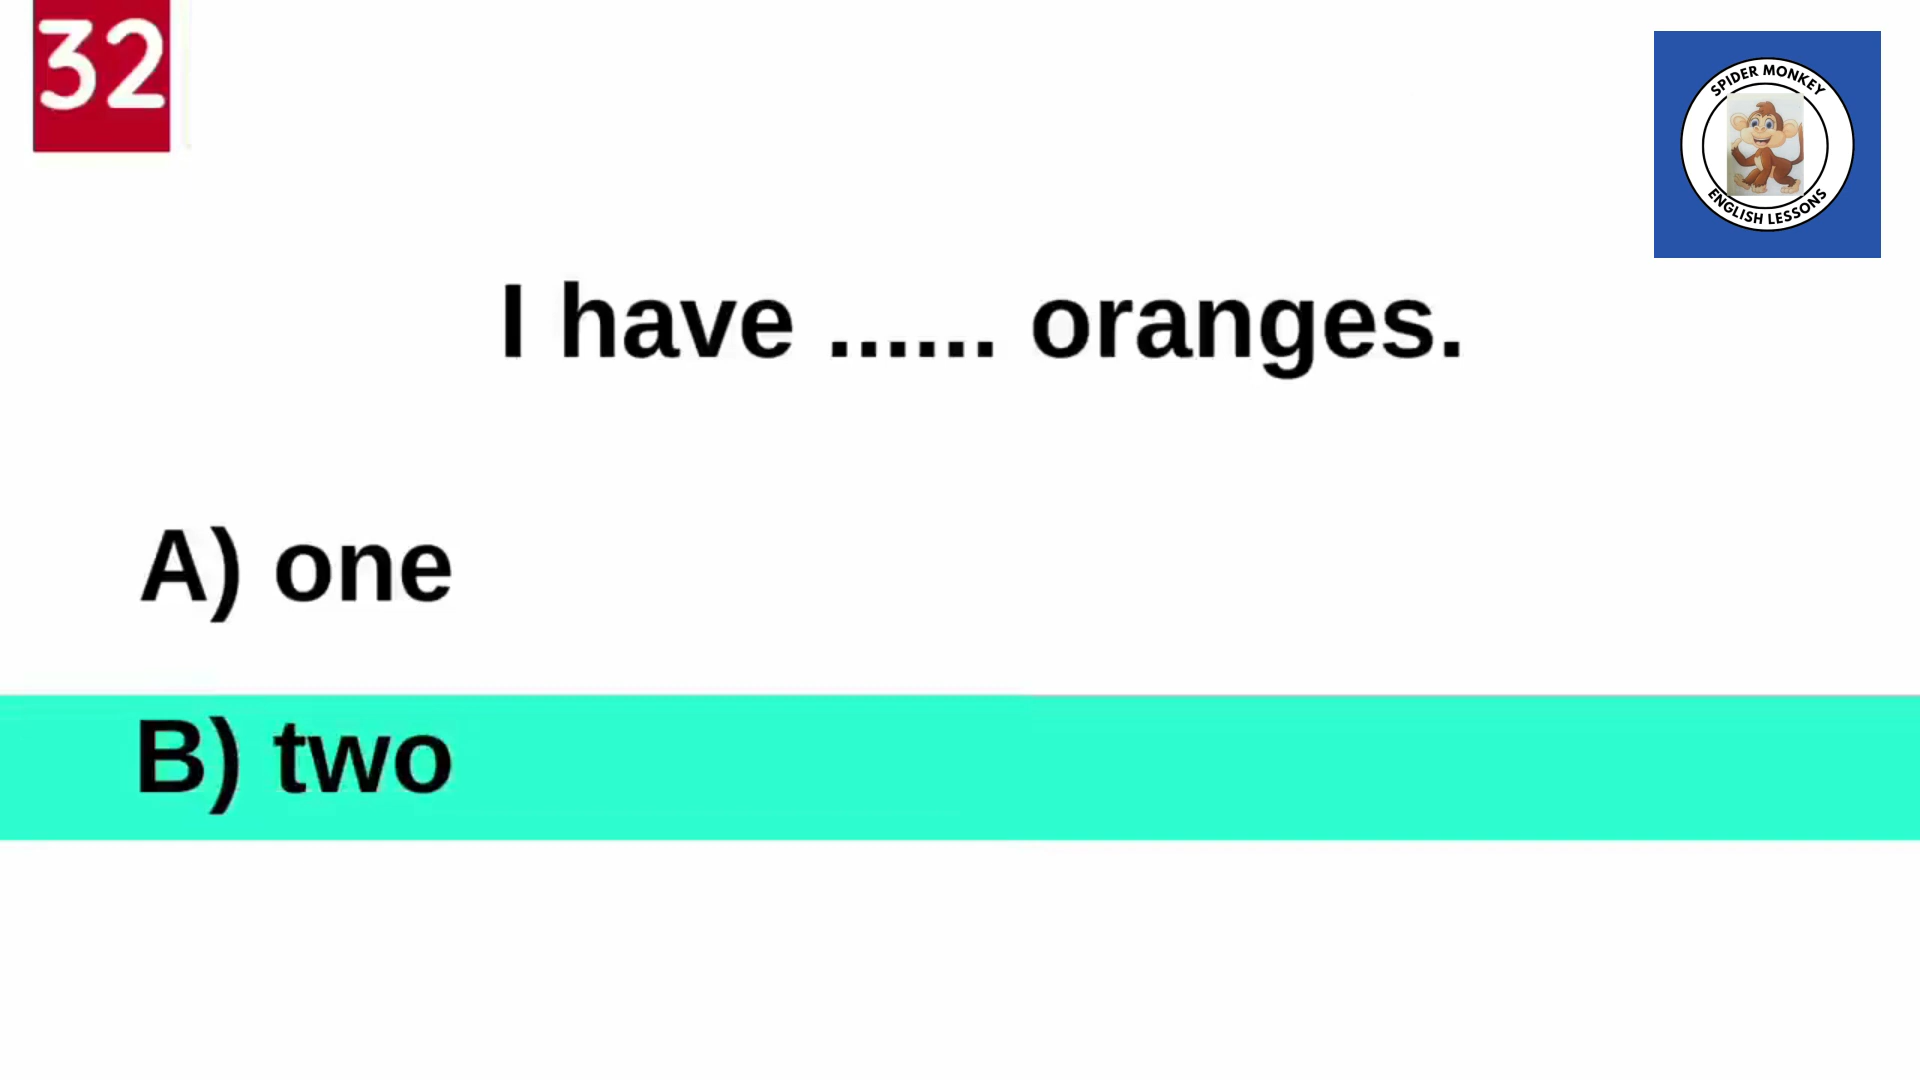 32
SPIDER MONKEY
ENGLISH LESSONS
I have ...... oranges.
A) one
B) two